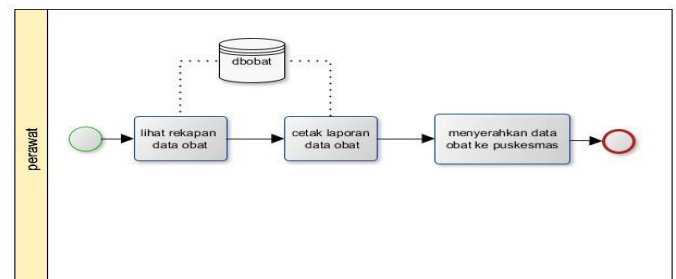 perawat
dbobat
lihat rekapan
data obat
cetak laporan
data obat
menyerahkan data
obat ke puskesmas